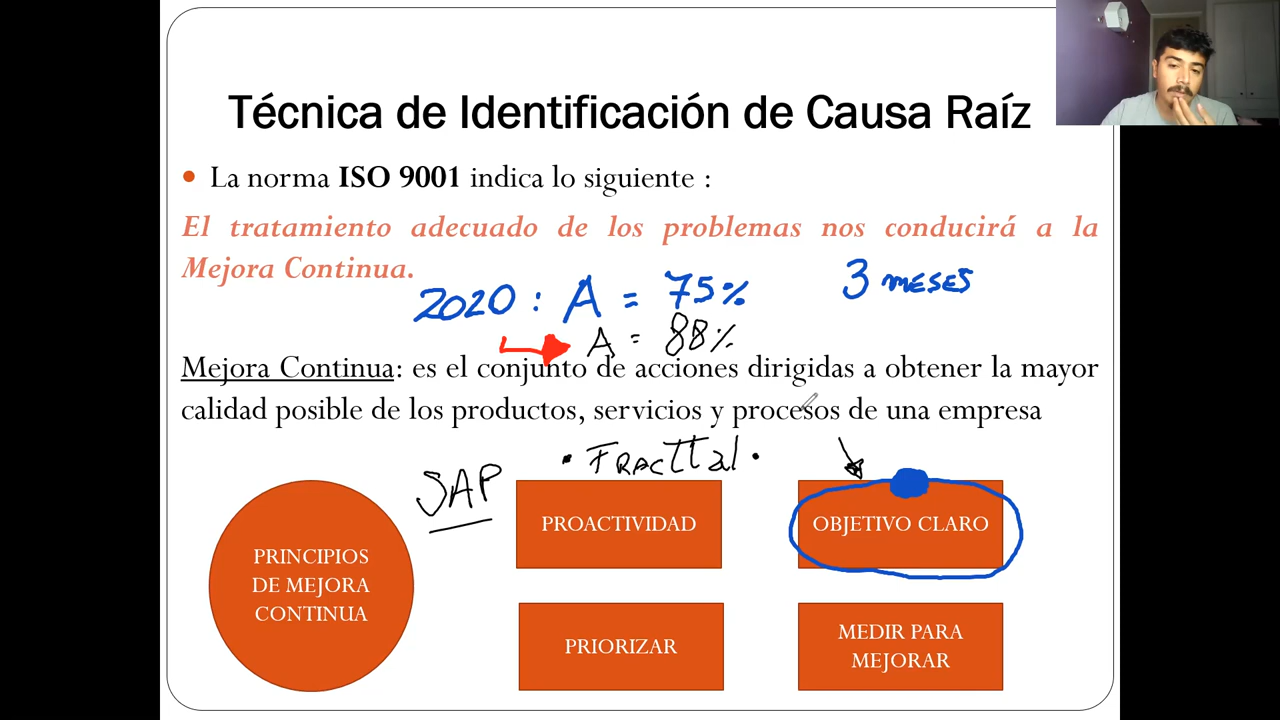 Técnica de Identificación de Causa Raíz
• La norma ISO 9001 indica lo siguiente :
El tratamiento adecuado de los problemas nos conducirá a la
Mejora Continua.
2020 : A = 75% 3 MESES
A = 88%
Mejora Continua: es el conjunto de acciones dirigidas a obtener la mayor
calidad posible de los productos, servicios y procesos de una empresa
SAP • FRACTTal •
PRINCIPIOS
DE MEJORA
CONTINUA
PROACTIVIDAD
OBJETIVO CLARO
PRIORIZAR
MEDIR PARA
MEJORAR